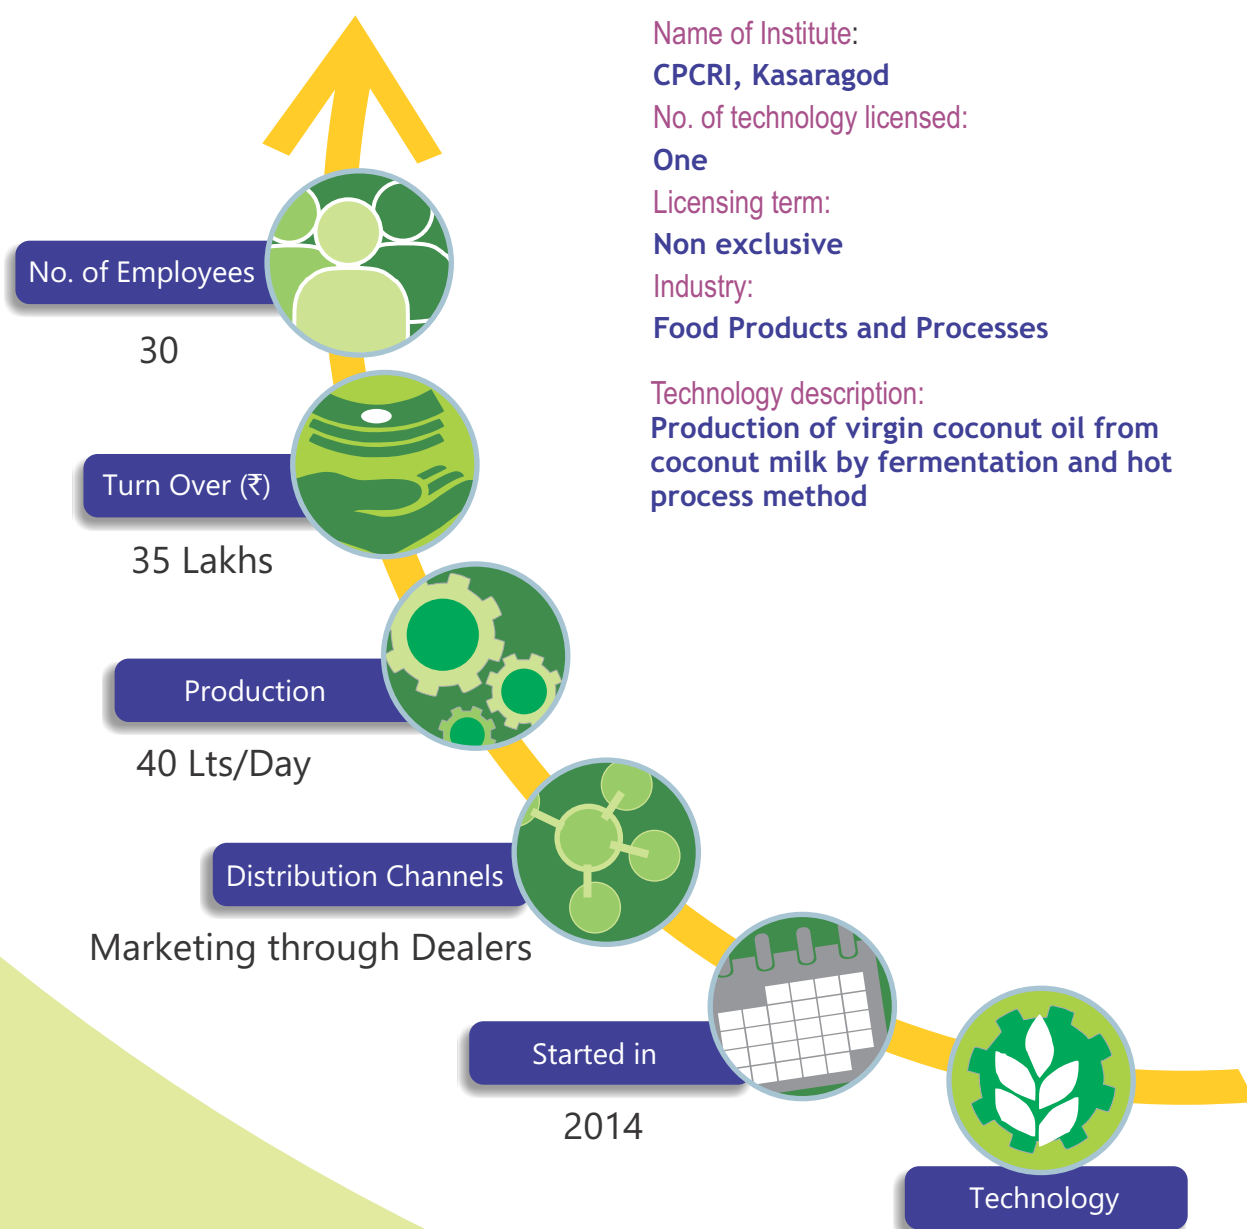 Name of Institute:
CPCRI, Kasaragod
No. of technology licensed:
One
Licensing term:
Non exclusive
Industry:
Food Products and Processes
Technology description:
Production of virgin coconut oil from
coconut milk by fermentation and hot
process method
No. of Employees
30
Turn Over (₹)
35 Lakhs
Production
40 Lts/Day
Distribution Channels
Marketing through Dealers
Started in
2014
Technology